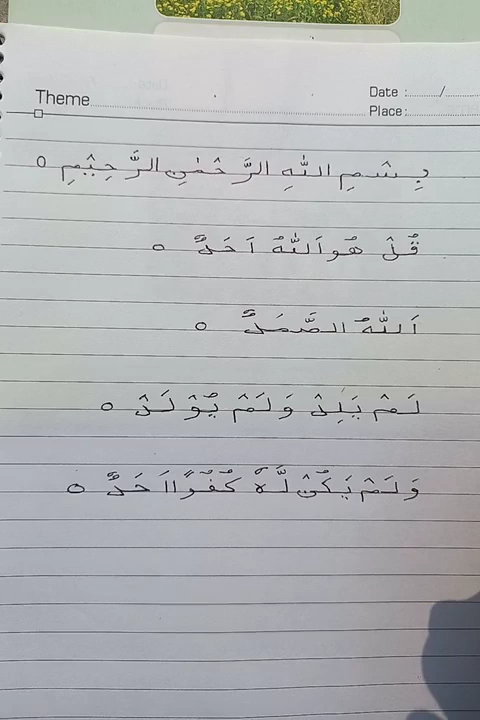 Theme
Date : ......../........
Place:
بِسْمِ اللّٰهِ الرَّحْمٰنِ الرَّحِيْمِ ○
قُلْ هُوَاللّٰهُ اَحَدٌ ○
اَللّٰهُ الصَّمَدُ ○
لَمْ يَلِدْ وَلَمْ يُوْلَدْ ○
وَلَمْ يَكُنْ لَّهٗ كُفُوًا اَحَدٌ ○